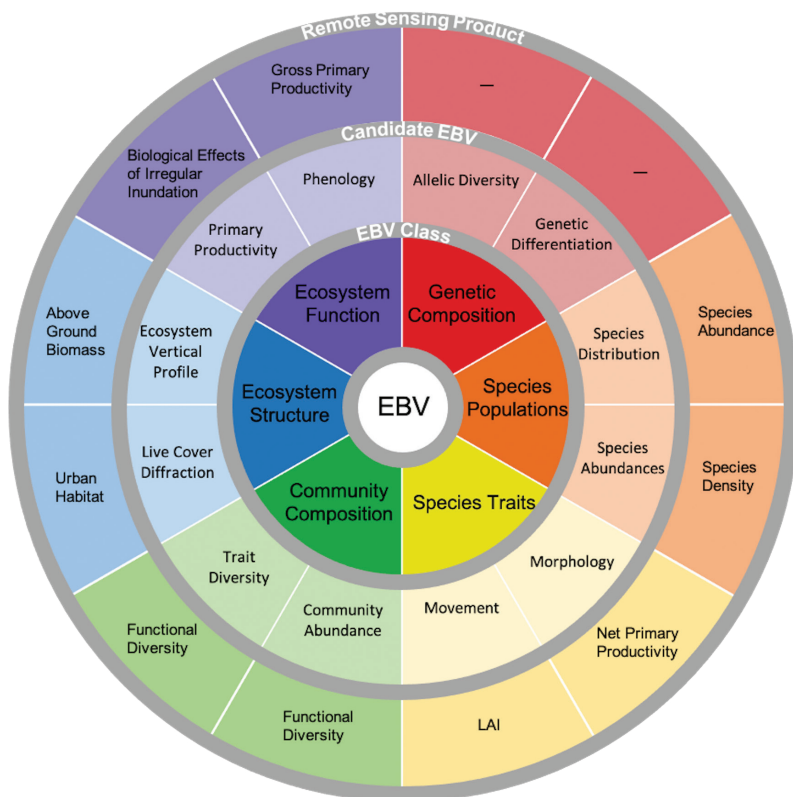 Remote Sensing Product
Gross Primary
Productivity
—
—
Biological Effects
of Irregular
Inundation
Candidate EBV
Phenology
Allelic Diversity
Primary
Productivity
Genetic
Differentiation
EBV Class
Ecosystem
Function
Genetic
Composition
Above
Ground
Biomass
Ecosystem
Vertical
Profile
Species
Distribution
Species
Abundance
Ecosystem
Structure
EBV
Species
Populations
Urban
Habitat
Live Cover
Diffraction
Species
Abundances
Species
Density
Community
Composition
Species Traits
Trait
Diversity
Community
Abundance
Movement
Morphology
Functional
Diversity
Net Primary
Productivity
Functional
Diversity
LAI